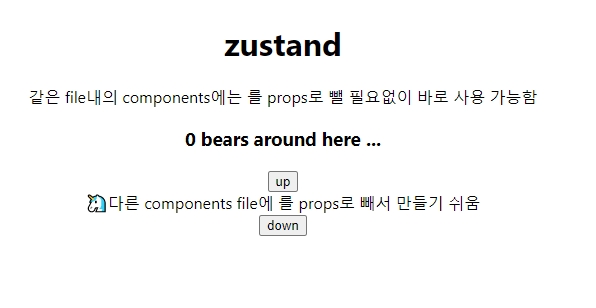 zustand
같은 file내의 components에는 를 props로 뺄 필요없이 바로 사용 가능함
0 bears around here ...
up
다른 components file에 를 props로 빼서 만들기 쉬움
down